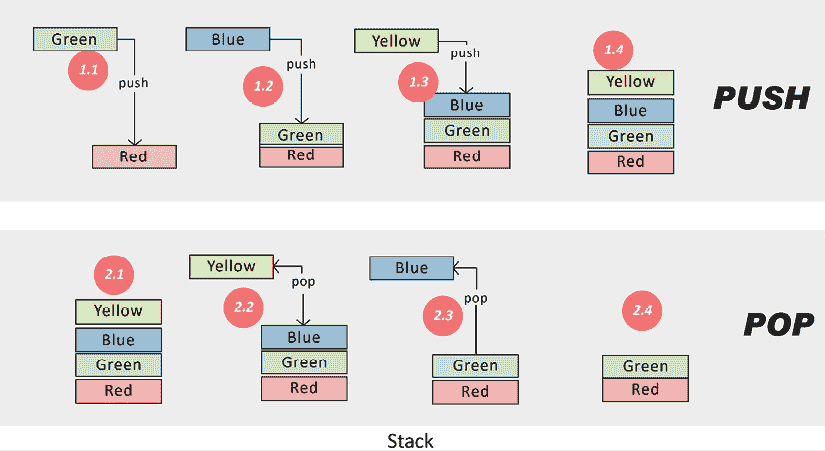 Green
1.1
push
Red
Blue
1.2
push
Green
Red
Yellow
1.3
push
Blue
Green
Red
1.4
Yellow
Blue
Green
Red
PUSH
2.1
Yellow
Blue
Green
Red
Yellow
2.2
pop
Blue
Green
Red
Blue
2.3
pop
Green
Red
2.4
Green
Red
POP
Stack